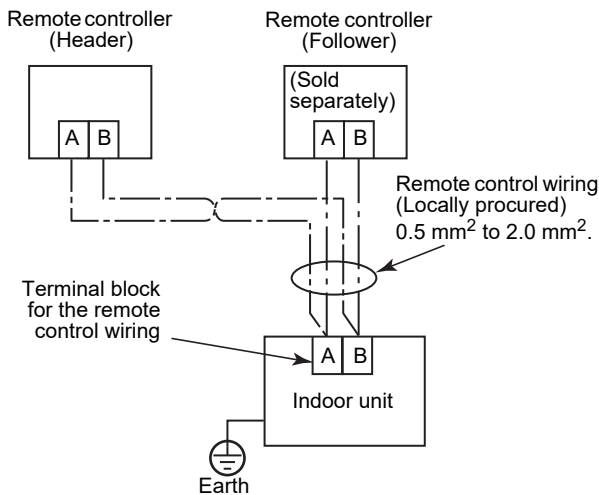 Remote controller
(Header)
Remote controller
(Follower)
(Sold
separately)
A B
A B
Remote control wiring
(Locally procured)
0.5 mm² to 2.0 mm².
Terminal block
for the remote
control wiring
A B
Indoor unit
Earth